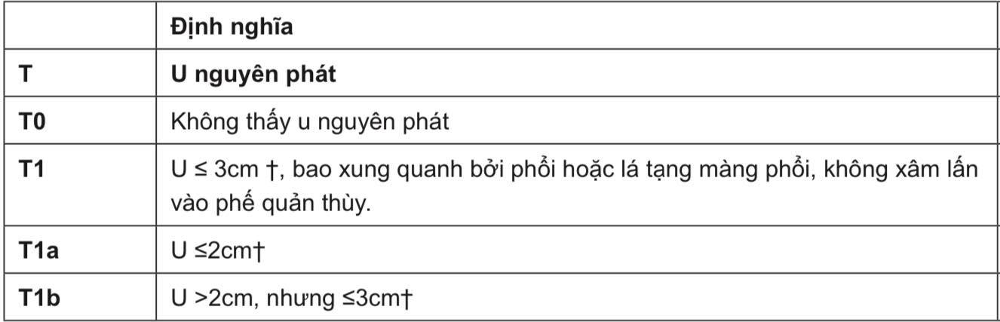 Định nghĩa
T U nguyên phát
T0 Không thấy u nguyên phát
T1 U ≤ 3cm †, bao xung quanh bởi phổi hoặc lá tạng màng phổi, không xâm lấn
vào phế quản thùy.
T1a U ≤2cm†
T1b U >2cm, nhưng ≤3cm†